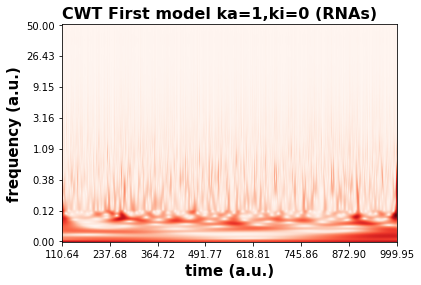 CWT First model ka=1,ki=0 (RNAs)
frequency (a.u.)
50.00
26.43
9.15
3.16
1.09
0.38
0.12
0.00
110.64 237.68 364.72 491.77 618.81 745.86 872.90 999.95
time (a.u.)